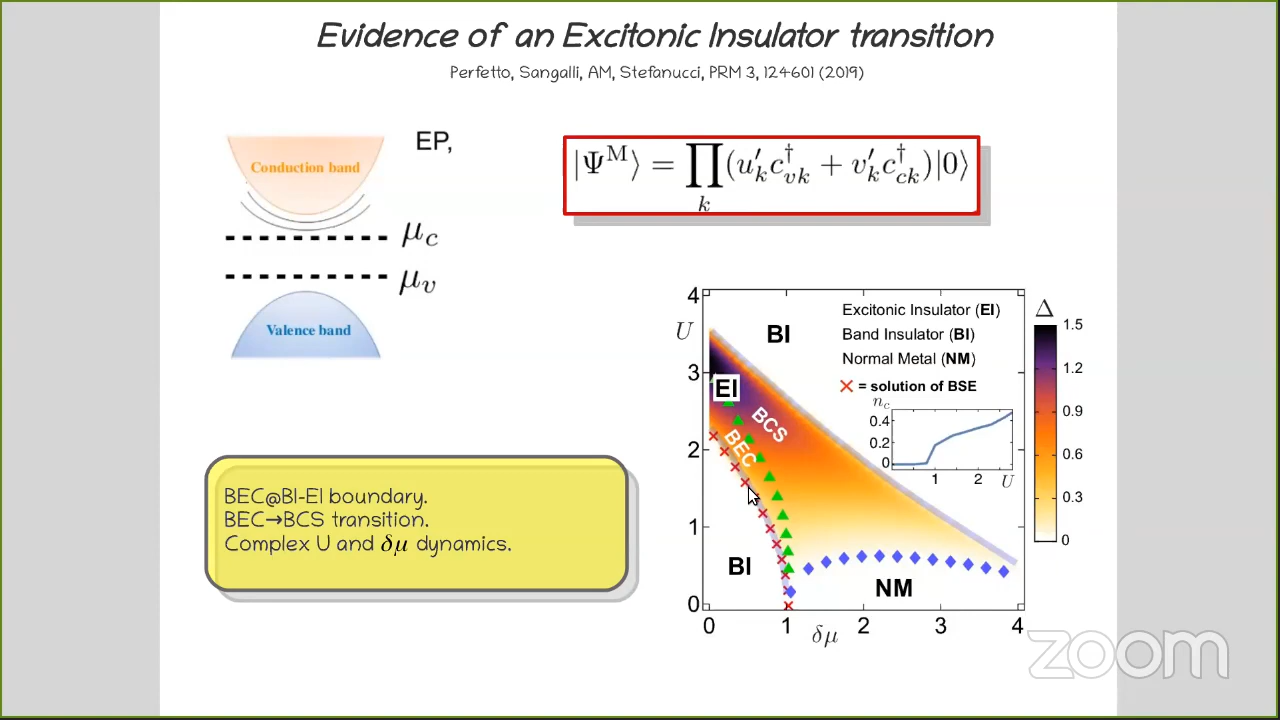 Evidence of an Excitonic Insulator transition
Perfetto, Sangalli, AM, Stefanucci, PRM 3, 124601 (2019)
Conduction band
EP,
|Ψ^M⟩ = ∏_k (u′_k c†_vk + v′_k c†_ck)|0⟩
μ_c
μ_v
Valence band
BEC@BI-EI boundary.
BEC→BCS transition.
Complex U and δμ dynamics.
4
3
2
1
0
U
BI
Excitonic Insulator (EI)
Band Insulator (BI)
Normal Metal (NM)
× = solution of BSE
EI
BCS
BEC
n_c
0.4
0.2
0
1 2 U
BI
NM
0 1 δμ 2 3 4
Δ
1.5
1.2
0.9
0.6
0.3
0
zoom